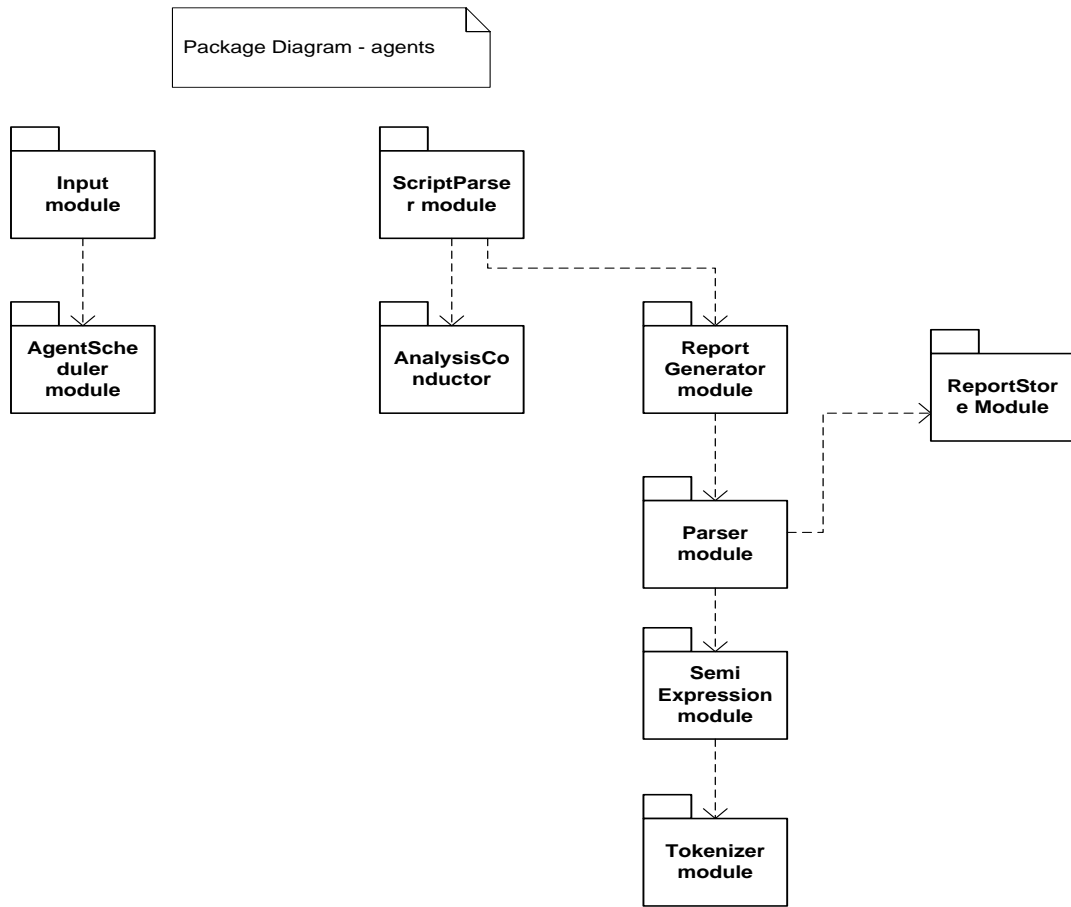 Package Diagram - agents
Input
module
ScriptParse
r module
AgentSche
duler
module
AnalysisCo
nductor
Report
Generator
module
ReportStor
e Module
Parser
module
Semi
Expression
module
Tokenizer
module